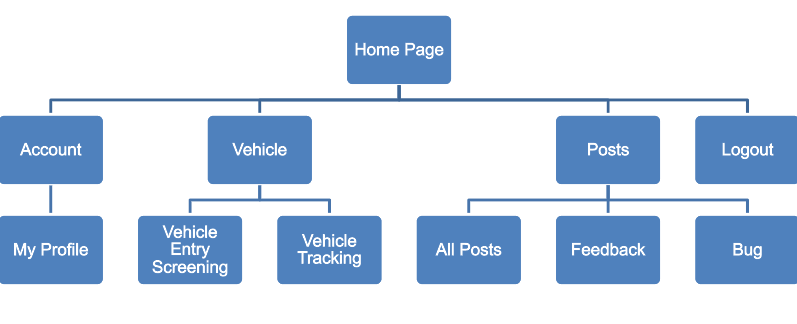 Home Page
Account
Vehicle
Posts
Logout
My Profile
Vehicle
Entry
Screening
Vehicle
Tracking
All Posts
Feedback
Bug